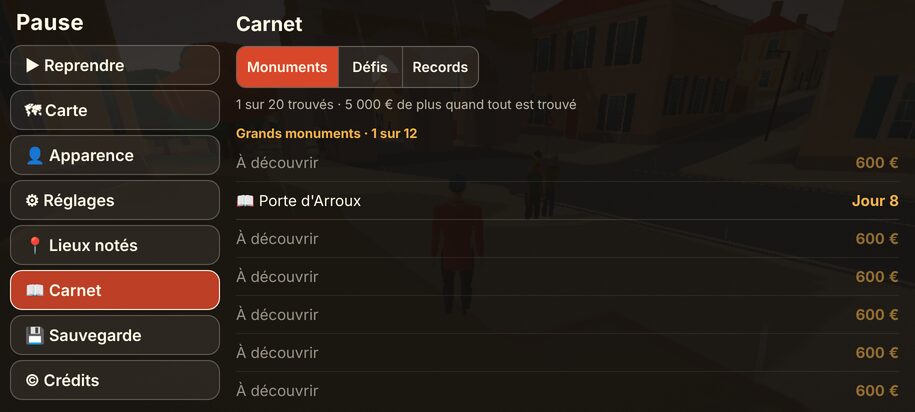 Pause
▶ Reprendre
🗺 Carte
👤 Apparence
⚙ Réglages
📍 Lieux notés
📖 Carnet
💾 Sauvegarde
© Crédits
Carnet
Monuments Défis Records
1 sur 20 trouvés · 5 000 € de plus quand tout est trouvé
Grands monuments · 1 sur 12
À découvrir 600 €
📖 Porte d'Arroux Jour 8
À découvrir 600 €
À découvrir 600 €
À découvrir 600 €
À découvrir 600 €
À découvrir 600 €